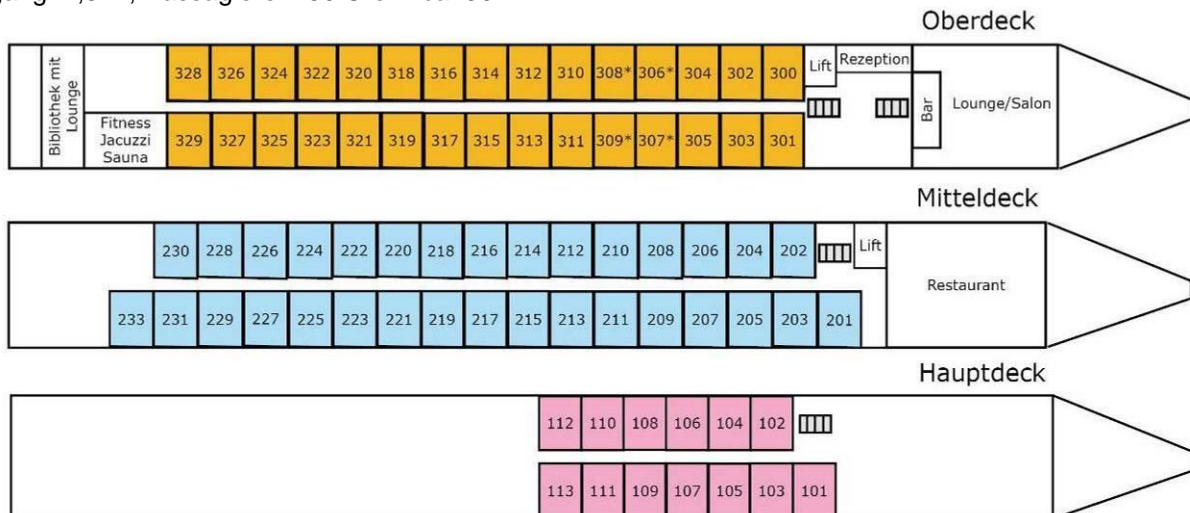 Oberdeck
Bibliothek mit
Lounge
328 326 324 322 320 318 316 314 312 310 308* 306* 304 302 300
Lift
Rezeption
Fitness
Jacuzzi
Sauna
329 327 325 323 321 319 317 315 313 311 309* 307* 305 303 301
Bar
Lounge/Salon
Mitteldeck
230 228 226 224 222 220 218 216 214 212 210 208 206 204 202
Lift
233 231 229 227 225 223 221 219 217 215 213 211 209 207 205 203 201
Restaurant
Hauptdeck
112 110 108 106 104 102
113 111 109 107 105 103 101